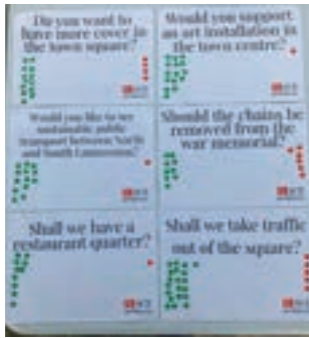 Do you want to
have more cover in
the town square?
Would you support
an art installation in
the town centre?
Would you like to see
sustainable public
transport between North
and South
Should the chains be
removed from the
war memorial?
Shall we have a
restaurant quarter?
Shall we take traffic
out of the square?